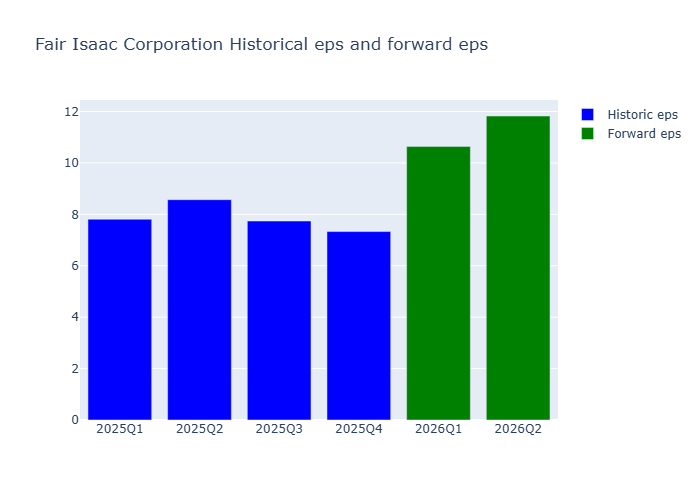 Fair Isaac Corporation Historical eps and forward eps
Historic eps
Forward eps
12
10
8
6
4
2
0
2025Q1 2025Q2 2025Q3 2025Q4 2026Q1 2026Q2